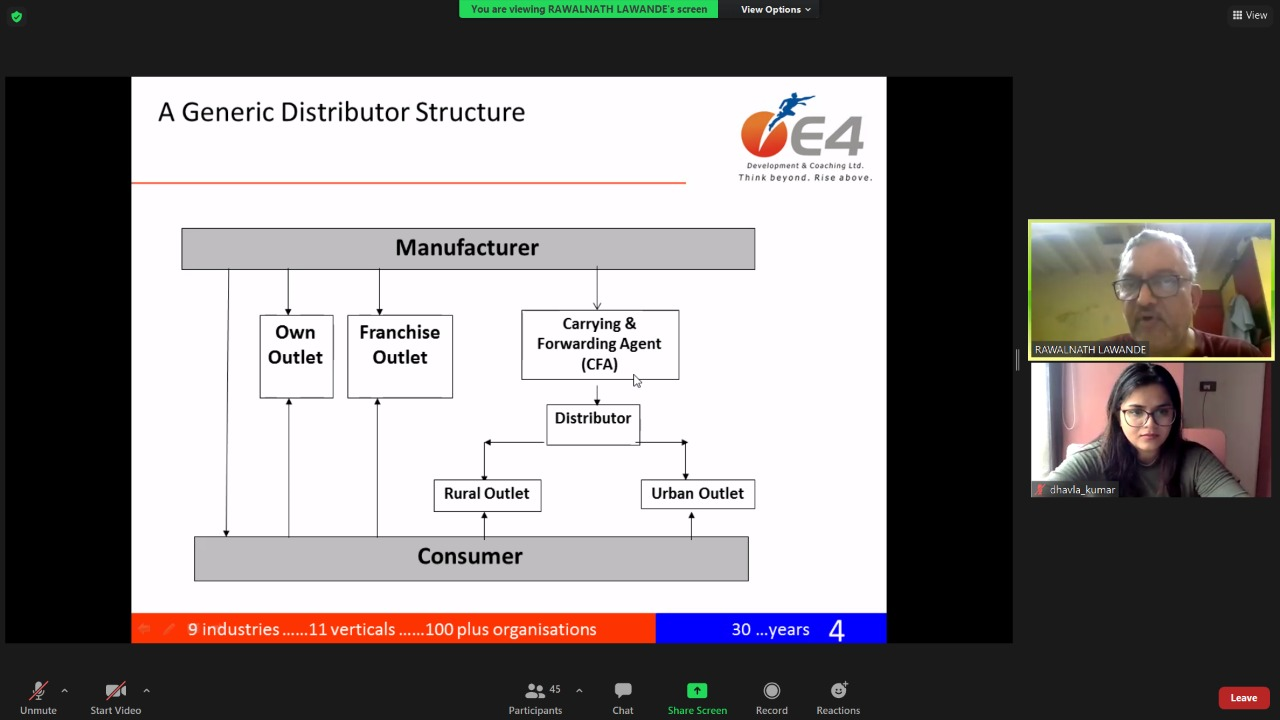 You are viewing RAWALNATH LAWANDE's screen
View Options
View
A Generic Distributor Structure
E4
Development & Coaching Ltd.
Think beyond. Rise above.
Manufacturer
Own
Outlet
Franchise
Outlet
Carrying &
Forwarding Agent
(CFA)
Distributor
Rural Outlet
Urban Outlet
Consumer
9 industries ......11 verticals ......100 plus organisations
30 ...years 4
RAWALNATH LAWANDE
dhavla_kumar
Unmute
Start Video
45
Participants
Chat
Share Screen
Record
Reactions
Leave